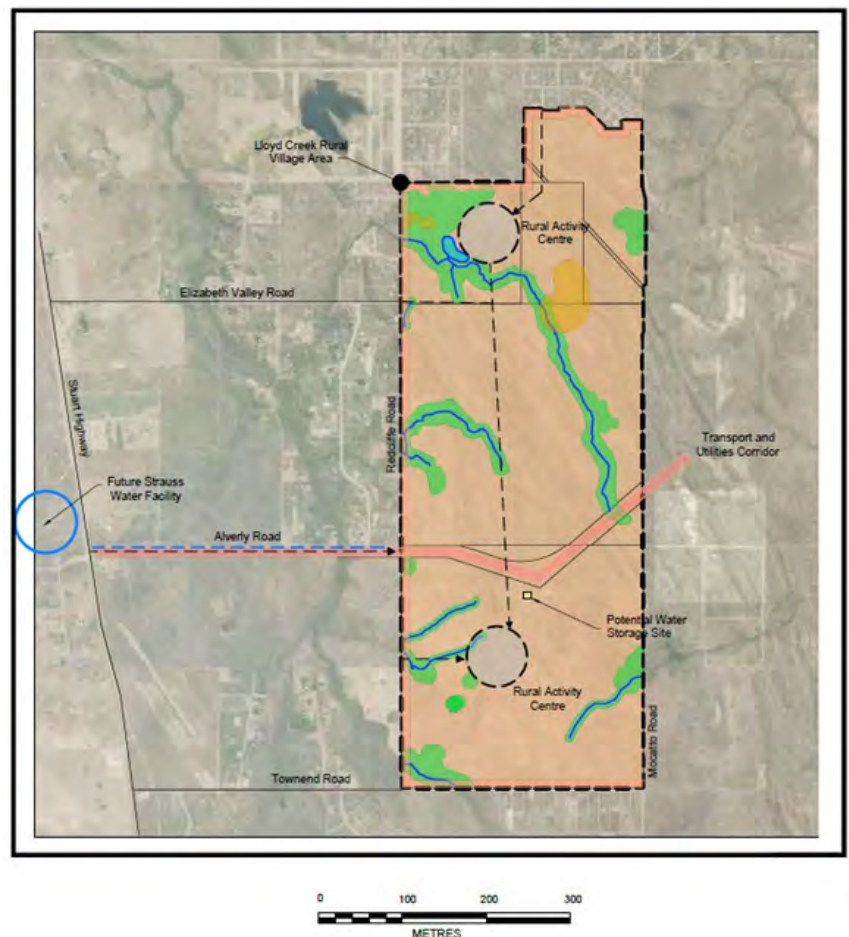 Lloyd Creek Rural
Village Area
Rural Activity
Centre
Elizabeth Valley Road
Stuart Highway
Redcliffe Road
Transport and
Utilities Corridor
Future Strauss
Water Facility
Alverly Road
Potential Water
Storage Site
Rural Activity
Centre
Mocatto Road
Townend Road
0 100 200 300
METRES